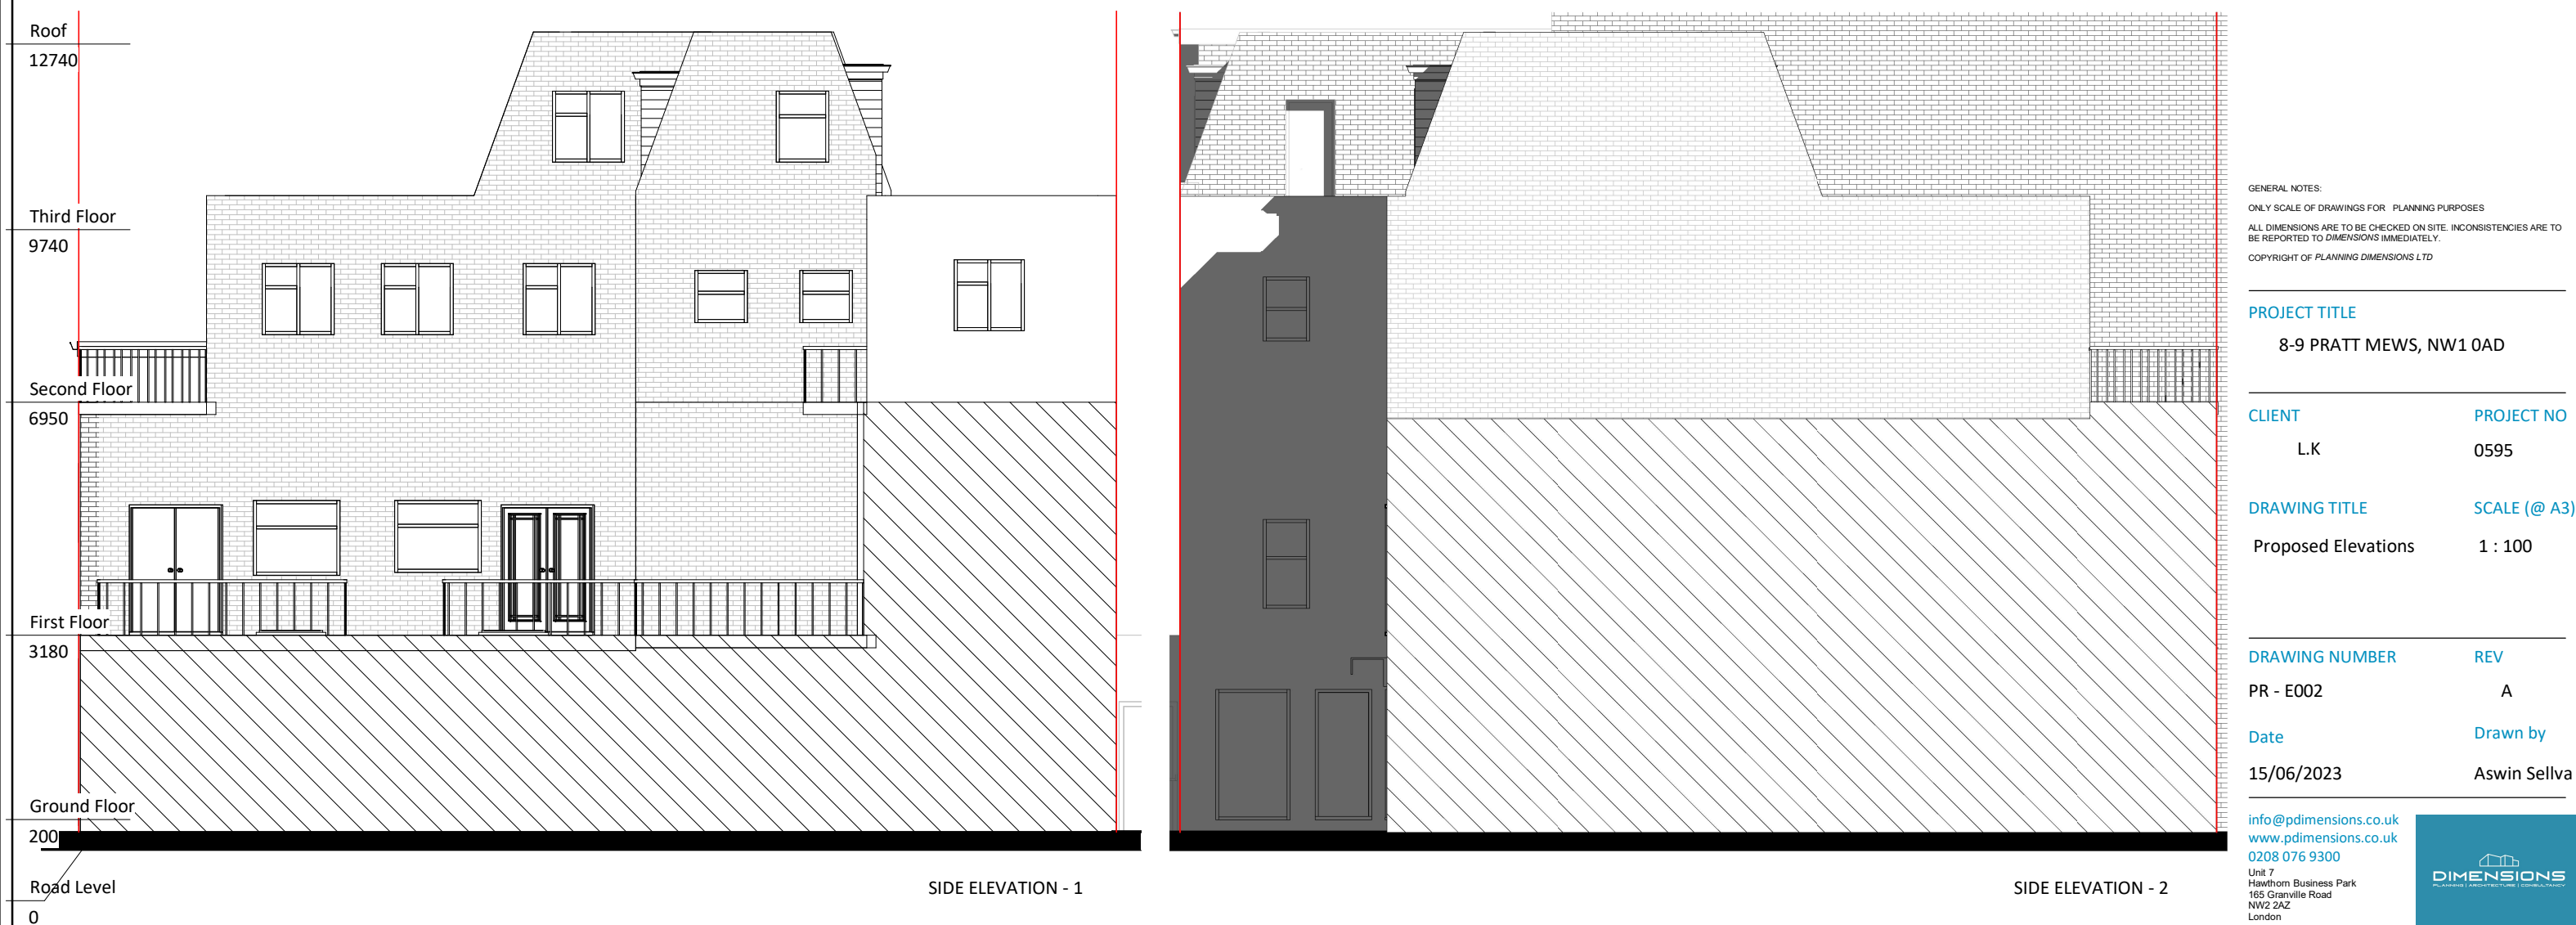 Roof
12740
Third Floor
9740
Second Floor
6950
First Floor
3180
Ground Floor
200
Road Level
0
SIDE ELEVATION - 1
SIDE ELEVATION - 2
GENERAL NOTES:
ONLY SCALE OF DRAWINGS FOR PLANNING PURPOSES
ALL DIMENSIONS ARE TO BE CHECKED ON SITE. INCONSISTENCIES ARE TO
BE REPORTED TO DIMENSIONS IMMEDIATELY.
COPYRIGHT OF PLANNING DIMENSIONS LTD
PROJECT TITLE
8-9 PRATT MEWS, NW1 0AD
CLIENT PROJECT NO
L.K 0595
DRAWING TITLE SCALE (@ A3)
Proposed Elevations 1 : 100
DRAWING NUMBER REV
PR - E002 A
Date Drawn by
15/06/2023 Aswin Sellva
info@pdimensions.co.uk
www.pdimensions.co.uk
0208 076 9300
Unit 7
Hawthorn Business Park
165 Granville Road
NW2 2AZ
London
DIMENSIONS
PLANNING | ARCHITECTURE | CONSULTANCY